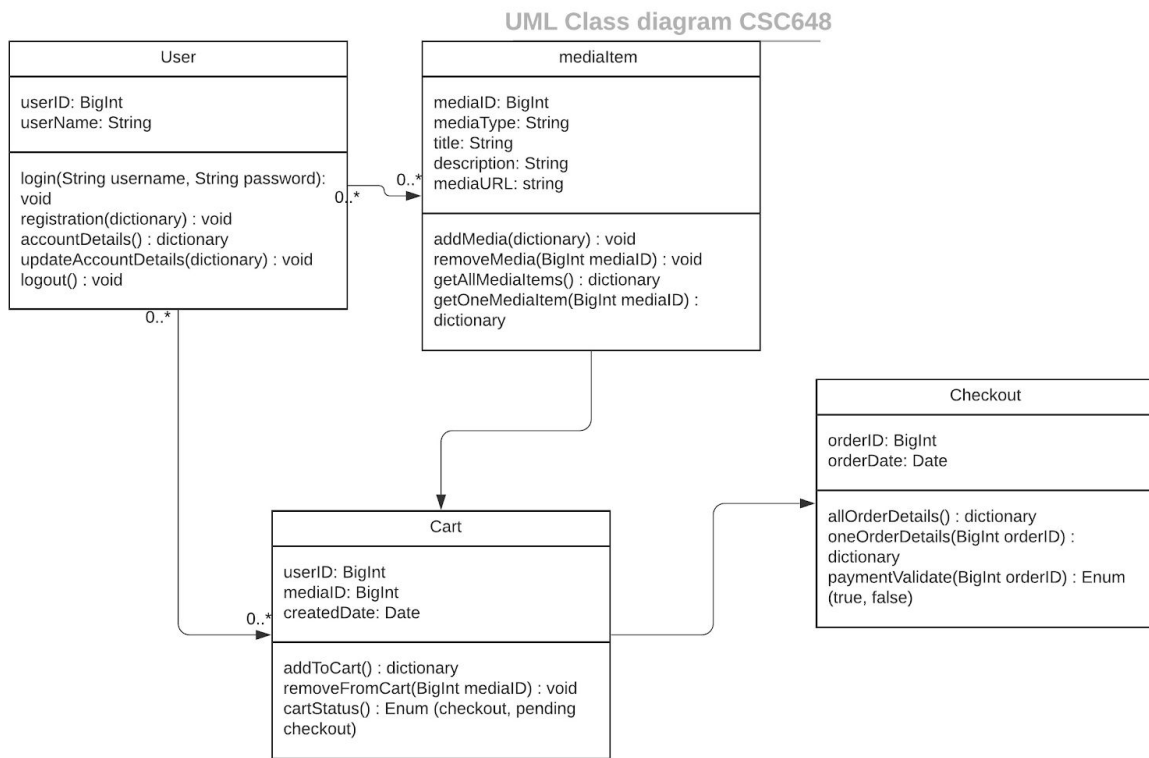 UML Class diagram CSC648
User
userID: BigInt
userName: String
login(String username, String password):
void
registration(dictionary) : void
accountDetails() : dictionary
updateAccountDetails(dictionary) : void
logout() : void
0..*
0..*
mediaItem
mediaID: BigInt
mediaType: String
title: String
description: String
mediaURL: string
addMedia(dictionary) : void
removeMedia(BigInt mediaID) : void
getAllMediaItems() : dictionary
getOneMediaItem(BigInt mediaID) :
dictionary
0..*
Checkout
orderID: BigInt
orderDate: Date
allOrderDetails() : dictionary
oneOrderDetails(BigInt orderID) :
dictionary
paymentValidate(BigInt orderID) : Enum
(true, false)
Cart
userID: BigInt
mediaID: BigInt
createdDate: Date
0..*
addToCart() : dictionary
removeFromCart(BigInt mediaID) : void
cartStatus() : Enum (checkout, pending
checkout)